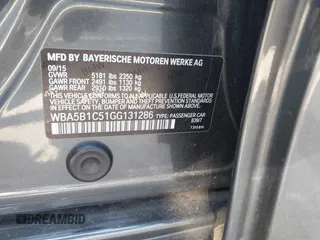 MFD BY BAYERISCHE MOTOREN WERKE AG
09/15
GVWR 5181 lbs 2350 kg
GAWR FRONT 2491 lbs 1130 kg
GAWR REAR 2910 lbs 1320 kg
THIS VEHICLE CONFORMS TO ALL APPLICABLE
U.S. FEDERAL MOTOR VEHICLE SAFETY,
BUMPER, AND THEFT PREVENTION
STANDARDS IN EFFECT ON THE DATE
OF MANUFACTURE SHOWN ABOVE.
WBA5B1C51GG131286 TYPE: PASSENGER CAR
DREAMBID